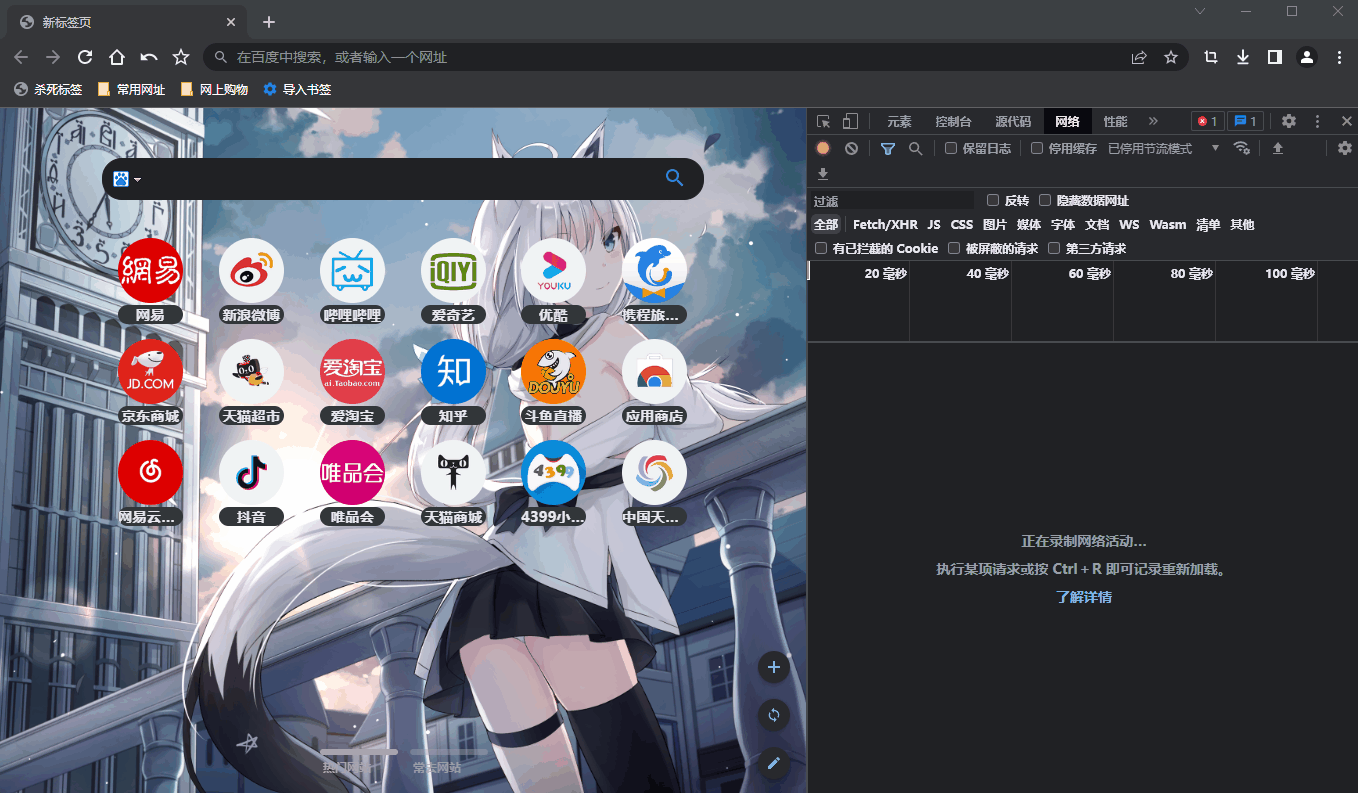 新标签页
在百度中搜索，或者输入一个网址
杀死标签 常用网址 网上购物 导入书签
元素 控制台 源代码 网络 性能 » 1 1
保留日志 停用缓存 已停用节流模式
过滤 反转 隐藏数据网址
全部 Fetch/XHR JS CSS 图片 媒体 字体 文档 WS Wasm 清单 其他
有已拦截的 Cookie 被屏蔽的请求 第三方请求
20 毫秒 40 毫秒 60 毫秒 80 毫秒 100 毫秒
網易 iQIYI YOUKU
网易 新浪微博 哔哩哔哩 爱奇艺 优酷 携程旅...
JD.COM 爱淘宝 ai.Taobao.com 知 DOUYU
京东商城 天猫超市 爱淘宝 知乎 斗鱼直播 应用商店
唯品会 4399
网易云... 抖音 唯品会 天猫商城 4399小... 中国天...
正在录制网络活动...
执行某项请求或按 Ctrl + R 即可记录重新加载。
了解详情
热门网站 常去网站